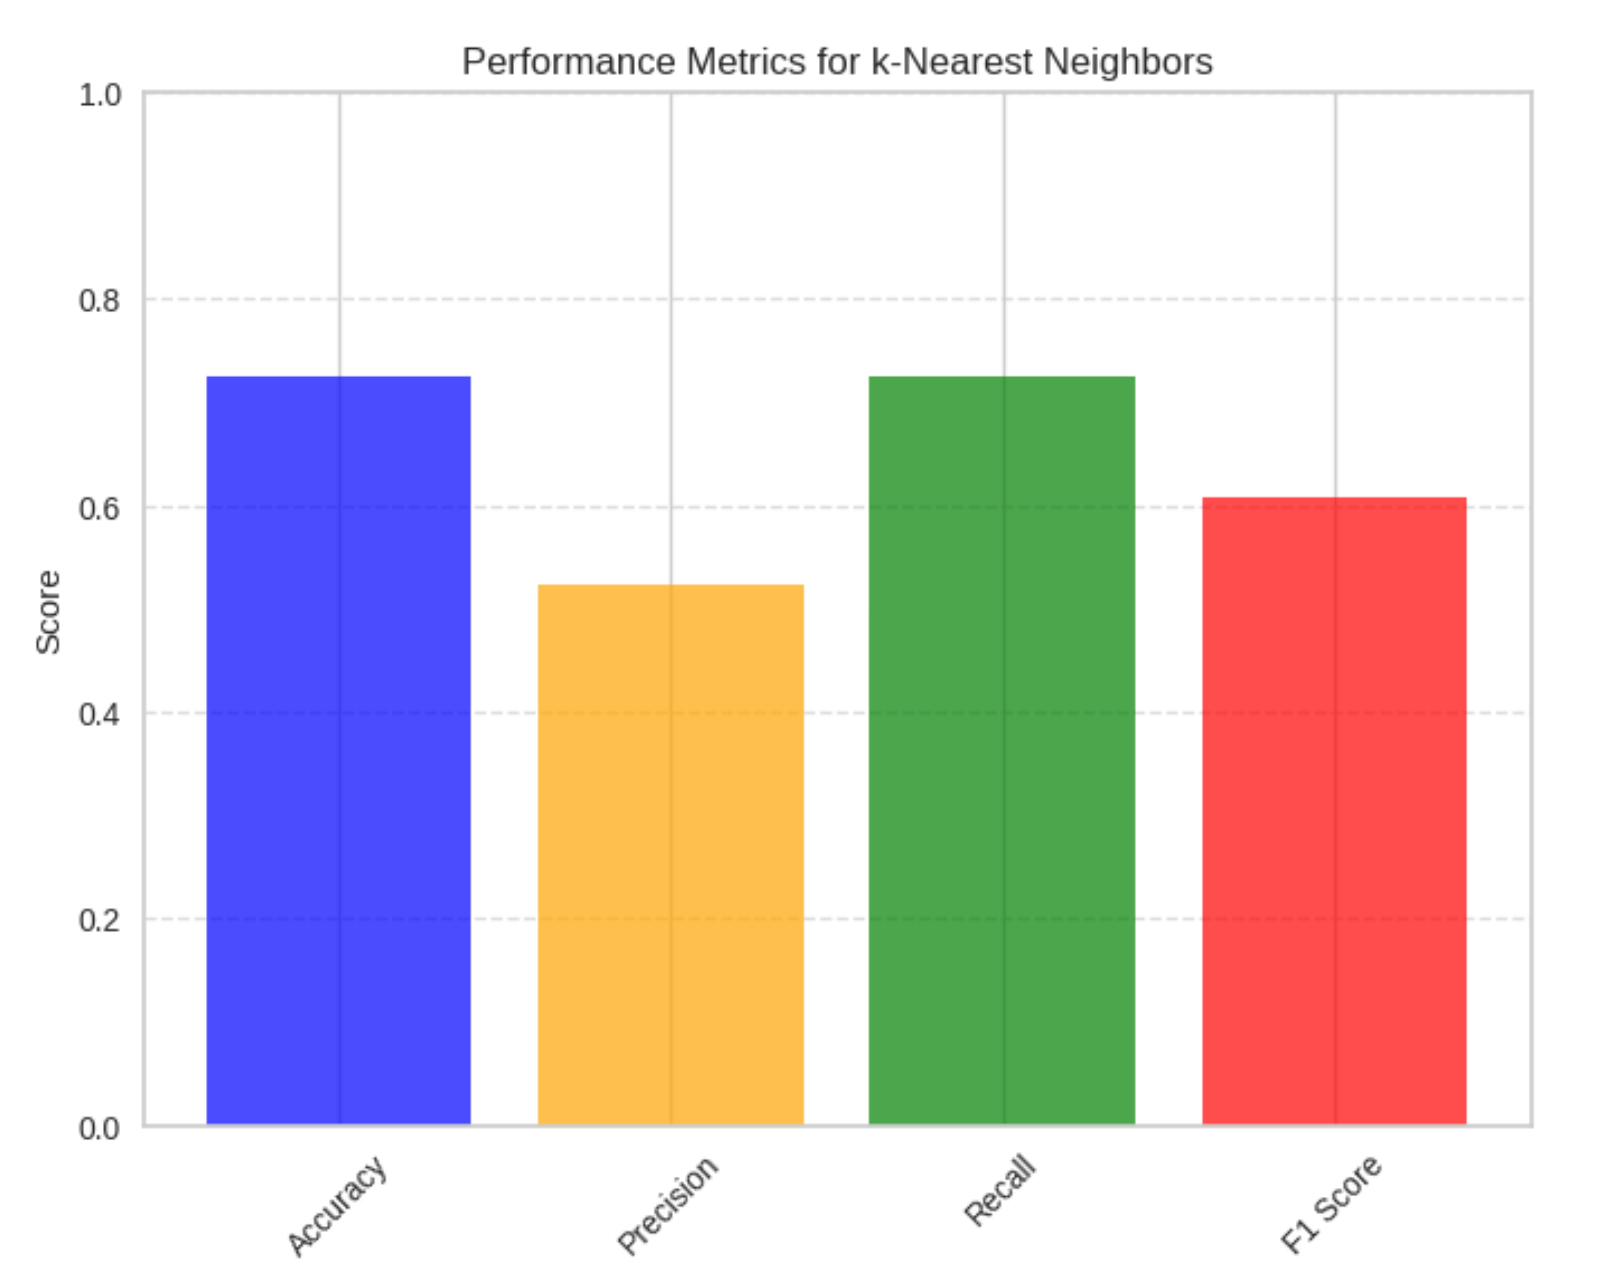 Performance Metrics for k-Nearest Neighbors
1.0
0.8
0.6
0.4
0.2
0.0
Score
Accuracy
Precision
Recall
F1 Score